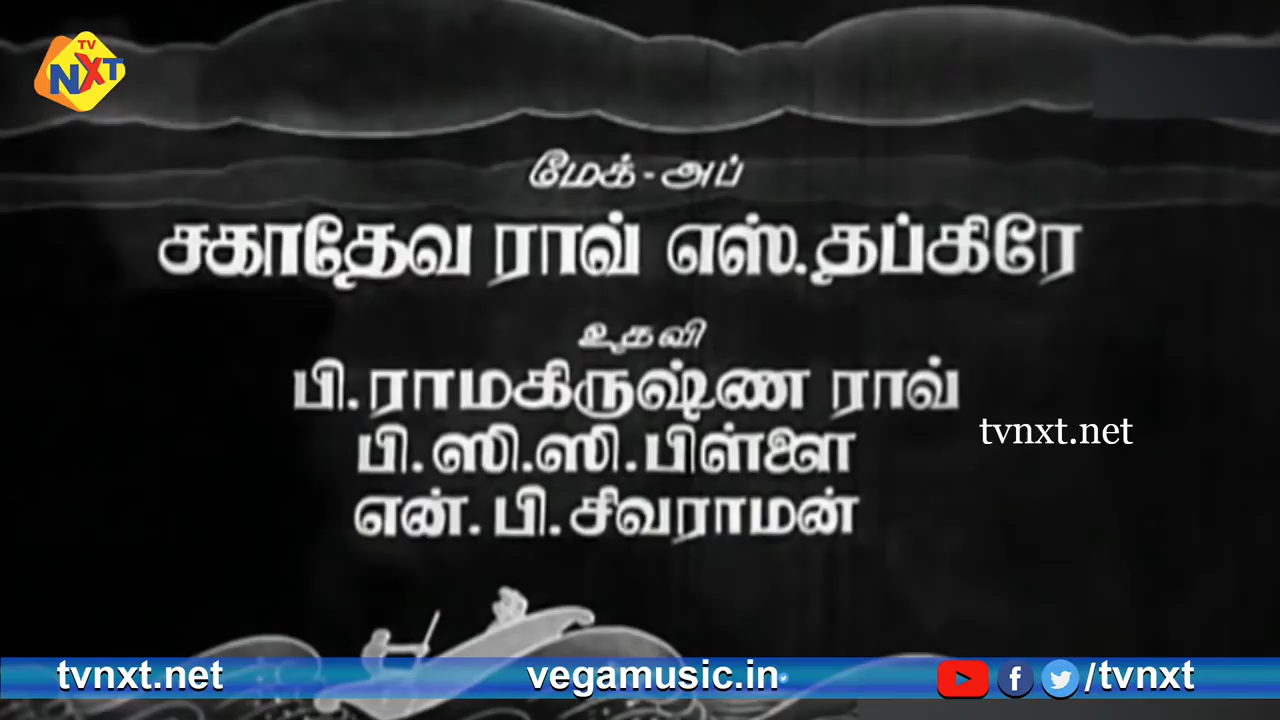 TV
NXT
மேக்-அப்
சகாதேவ ராவ் எஸ்.தப்கிரே
உதவி
பி.ராமகிருஷ்ண ராவ்
tvnxt.net
பி.ஸி.ஸி.பிள்ளை
என்.பி.சிவராமன்
tvnxt.net
vegamusic.in
/tvnxt